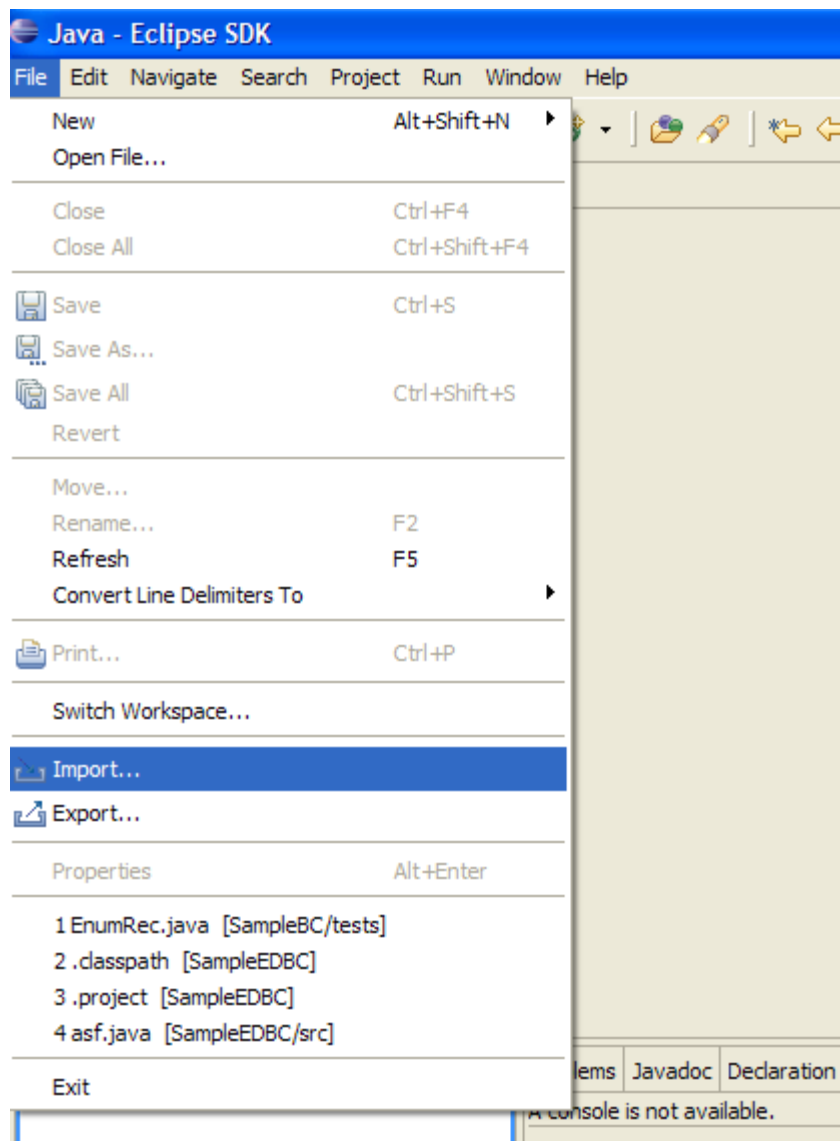 Java - Eclipse SDK
File Edit Navigate Search Project Run Window Help
New Alt+Shift+N
Open File...
Close Ctrl+F4
Close All Ctrl+Shift+F4
Save Ctrl+S
Save As...
Save All Ctrl+Shift+S
Revert
Move...
Rename... F2
Refresh F5
Convert Line Delimiters To
Print... Ctrl+P
Switch Workspace...
Import...
Export...
Properties Alt+Enter
1 EnumRec.java [SampleBC/tests]
2 .classpath [SampleEDBC]
3 .project [SampleEDBC]
4 asf.java [SampleEDBC/src]
Exit
lems Javadoc Declaration
A console is not available.